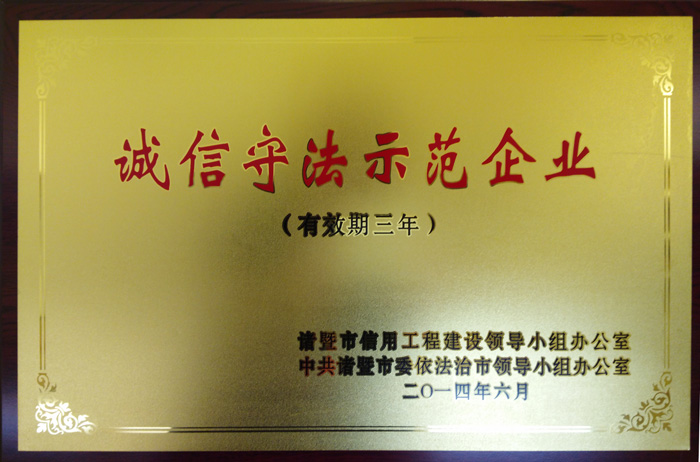 诚信守法示范企业
（有效期三年）
诸暨市信用工程建设领导小组办公室
中共诸暨市委依法治市领导小组办公室
二〇一四年六月